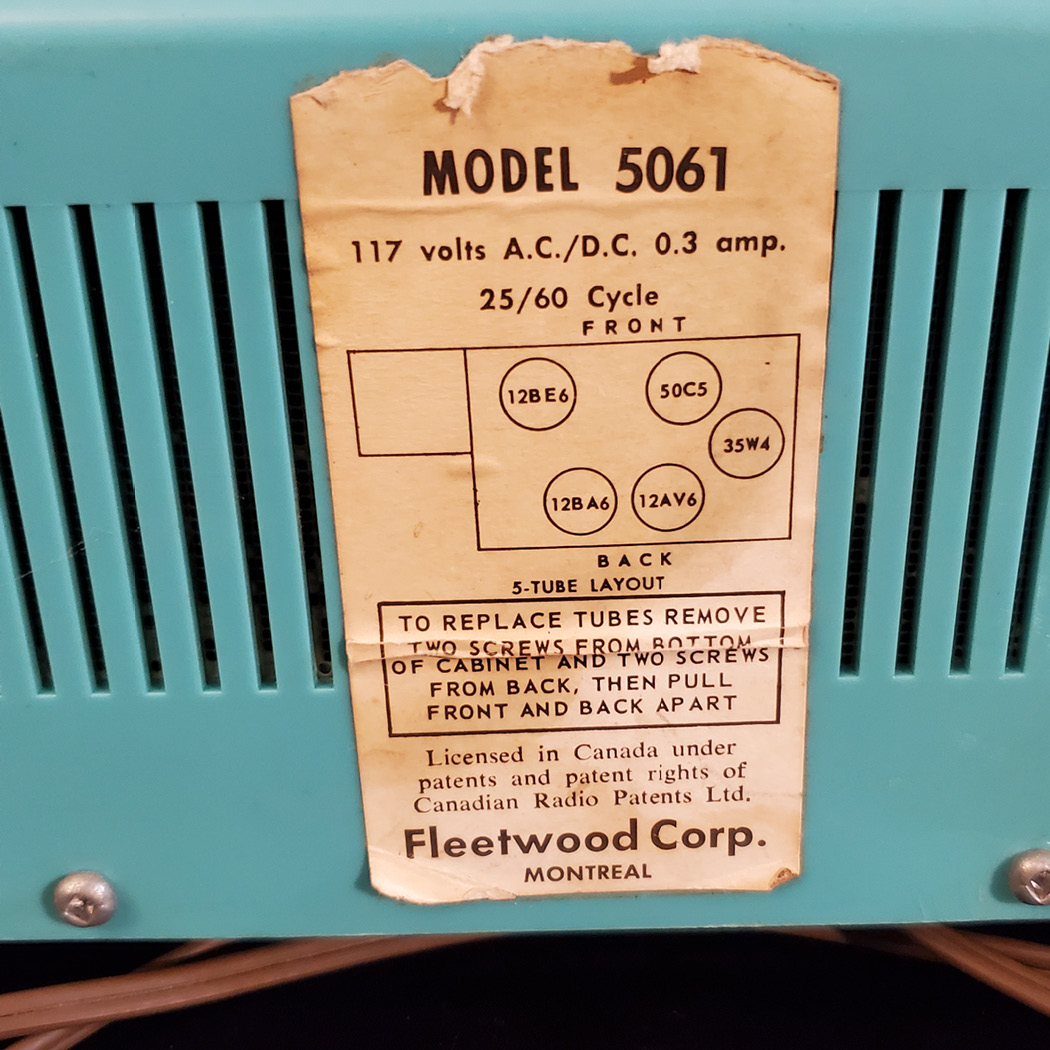 MODEL 5061
117 volts A.C./D.C. 0.3 amp.
25/60 Cycle
FRONT
12BE6
50C5
35W4
12BA6
12AV6
BACK
5-TUBE LAYOUT
TO REPLACE TUBES REMOVE
TWO SCREWS FROM BOTTOM
OF CABINET AND TWO SCREWS
FROM BACK, THEN PULL
FRONT AND BACK APART
Licensed in Canada under
patents and patent rights of
Canadian Radio Patents Ltd.
Fleetwood Corp.
MONTREAL